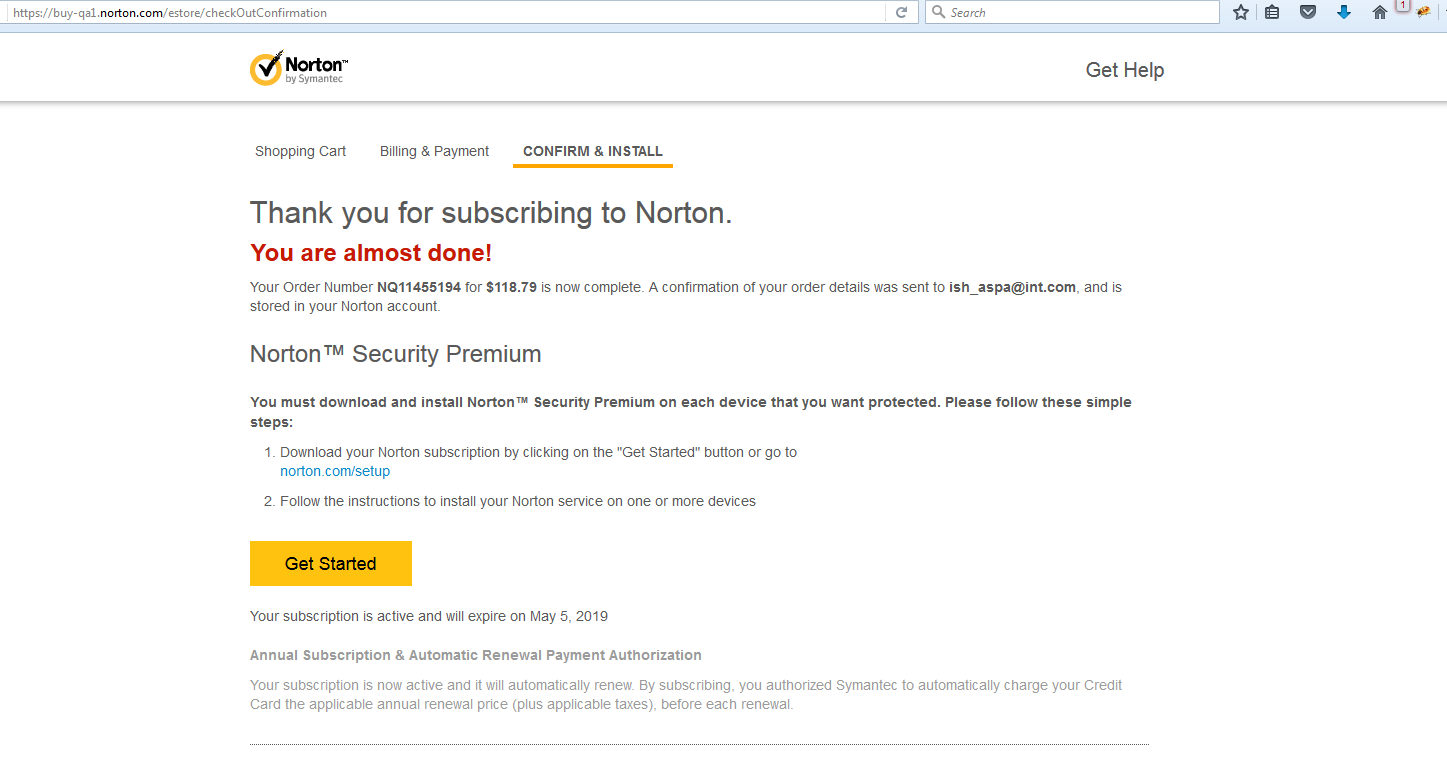 https://buy-qa1.norton.com/estore/checkOutConfirmation
Search
1
Norton™
by Symantec
Get Help
Shopping Cart
Billing & Payment
CONFIRM & INSTALL
Thank you for subscribing to Norton.
You are almost done!
Your Order Number NQ11455194 for $118.79 is now complete. A confirmation of your order details was sent to ish_aspa@int.com, and is
stored in your Norton account.
Norton™ Security Premium
You must download and install Norton™ Security Premium on each device that you want protected. Please follow these simple
steps:
1. Download your Norton subscription by clicking on the "Get Started" button or go to
norton.com/setup
2. Follow the instructions to install your Norton service on one or more devices
Get Started
Your subscription is active and will expire on May 5, 2019
Annual Subscription & Automatic Renewal Payment Authorization
Your subscription is now active and it will automatically renew. By subscribing, you authorized Symantec to automatically charge your Credit
Card the applicable annual renewal price (plus applicable taxes), before each renewal.